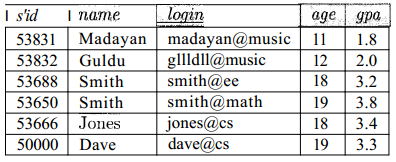 s'id name login age gpa
53831 Madayan madayan@music 11 1.8
53832 Guldu gllldll@music 12 2.0
53688 Smith smith@ee 18 3.2
53650 Smith smith@math 19 3.8
53666 Jones jones@cs 18 3.4
50000 Dave dave@cs 19 3.3